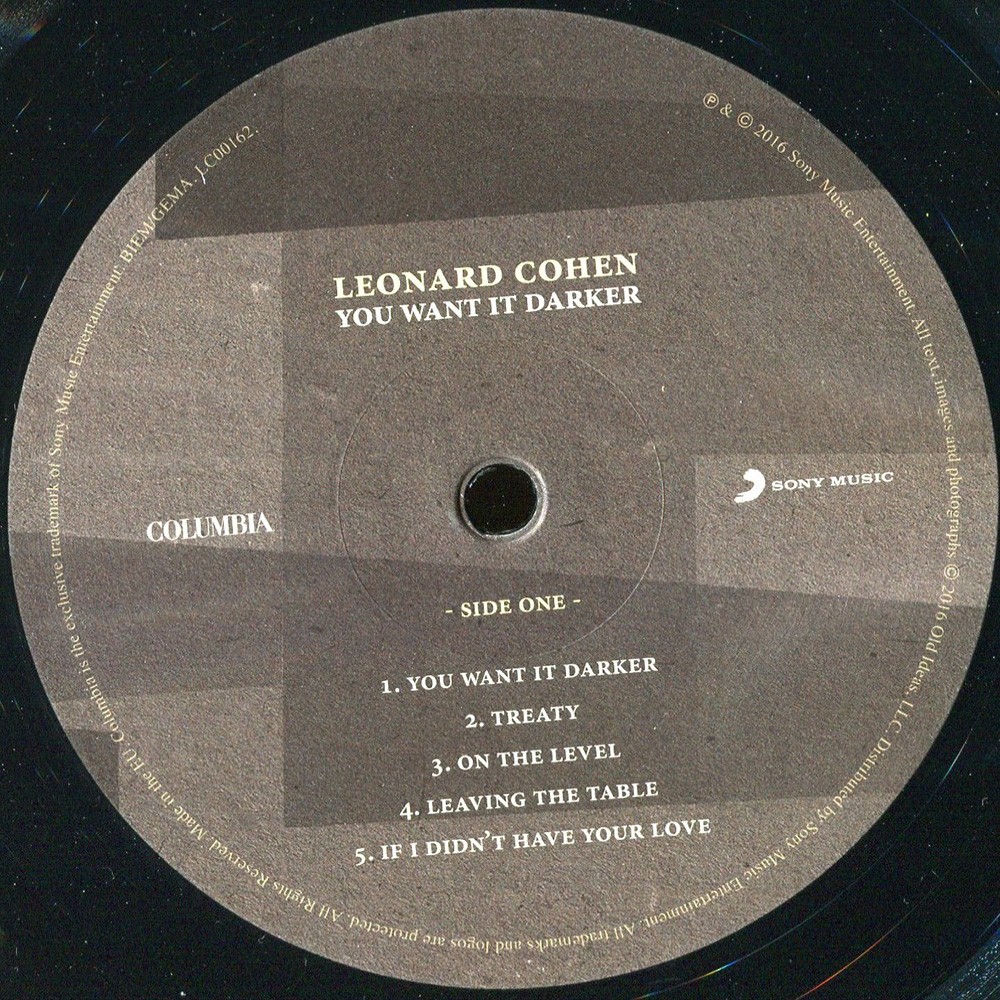 LEONARD COHEN
YOU WANT IT DARKER
COLUMBIA
SONY MUSIC
- SIDE ONE -
1. YOU WANT IT DARKER
2. TREATY
3. ON THE LEVEL
4. LEAVING THE TABLE
5. IF I DIDN'T HAVE YOUR LOVE
℗ & © 2016 Sony Music Entertainment. All text, images and photographs © 2016 Old Ideas, LLC. Distributed by Sony Music Entertainment. All trademarks and logos are protected. All Rights Reserved. Made in the EU. Columbia is the exclusive trademark of Sony Music Entertainment. BIEM/GEMA. LC00162.